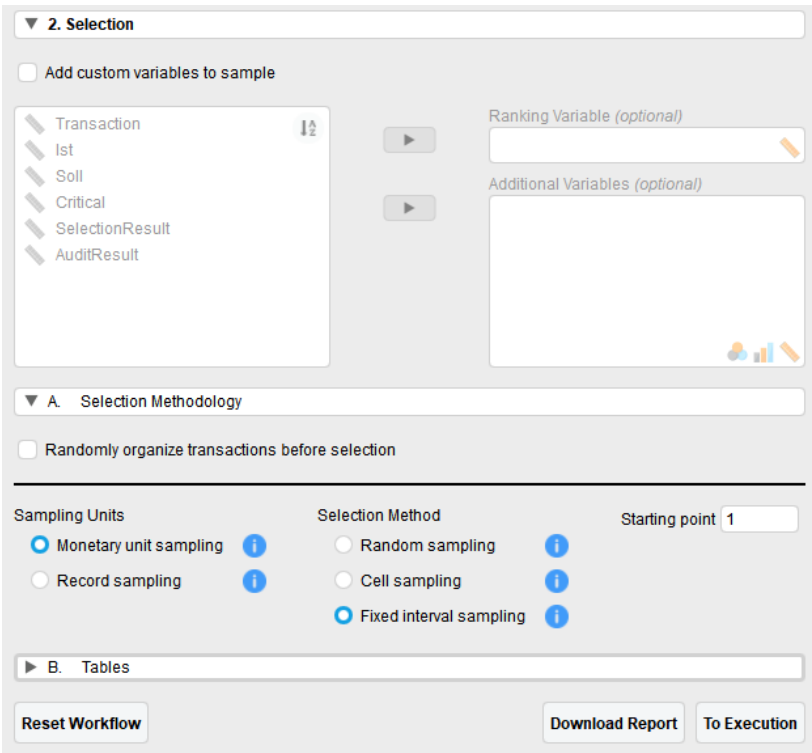 2. Selection
Add custom variables to sample
Transaction
Ist
Soll
Critical
SelectionResult
AuditResult
Ranking Variable (optional)
Additional Variables (optional)
A. Selection Methodology
Randomly organize transactions before selection
Sampling Units
Monetary unit sampling
Record sampling
Selection Method
Random sampling
Cell sampling
Fixed interval sampling
Starting point 1
B. Tables
Reset Workflow
Download Report
To Execution